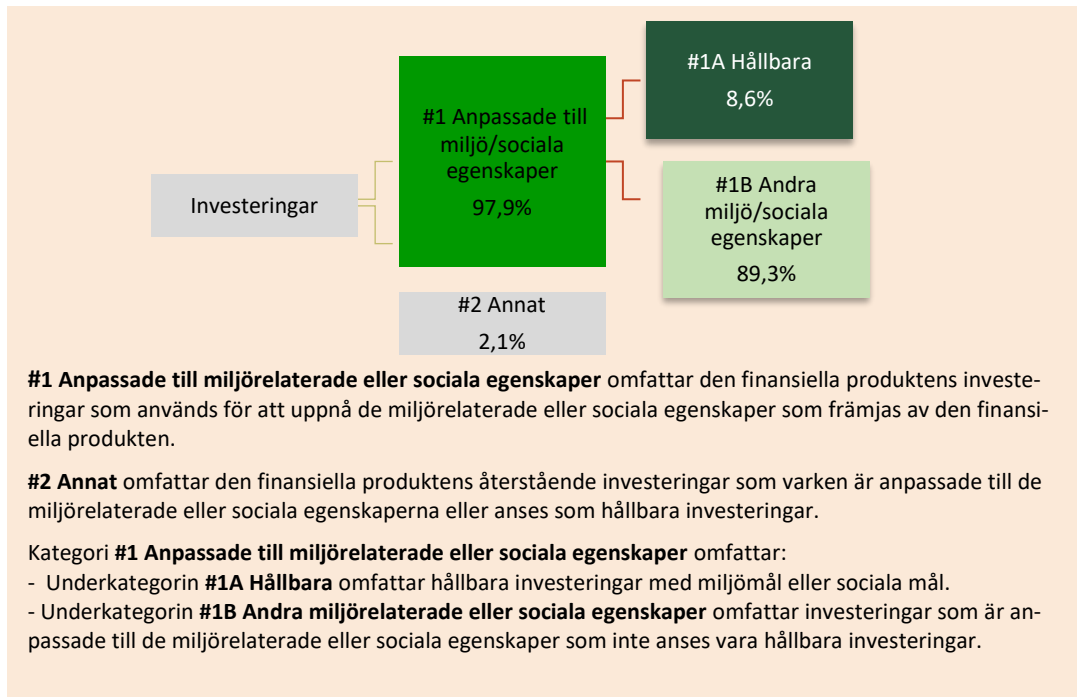 Investeringar
#1 Anpassade till
miljö/sociala
egenskaper
97,9%
#1A Hållbara
8,6%
#1B Andra
miljö/sociala
egenskaper
89,3%
#2 Annat
2,1%
#1 Anpassade till miljörelaterade eller sociala egenskaper omfattar den finansiella produktens investe-
ringar som används för att uppnå de miljörelaterade eller sociala egenskaper som främjas av den finansi-
ella produkten.
#2 Annat omfattar den finansiella produktens återstående investeringar som varken är anpassade till de
miljörelaterade eller sociala egenskaperna eller anses som hållbara investeringar.
Kategori #1 Anpassade till miljörelaterade eller sociala egenskaper omfattar:
- Underkategorin #1A Hållbara omfattar hållbara investeringar med miljömål eller sociala mål.
- Underkategorin #1B Andra miljörelaterade eller sociala egenskaper omfattar investeringar som är an-
passade till de miljörelaterade eller sociala egenskaper som inte anses vara hållbara investeringar.